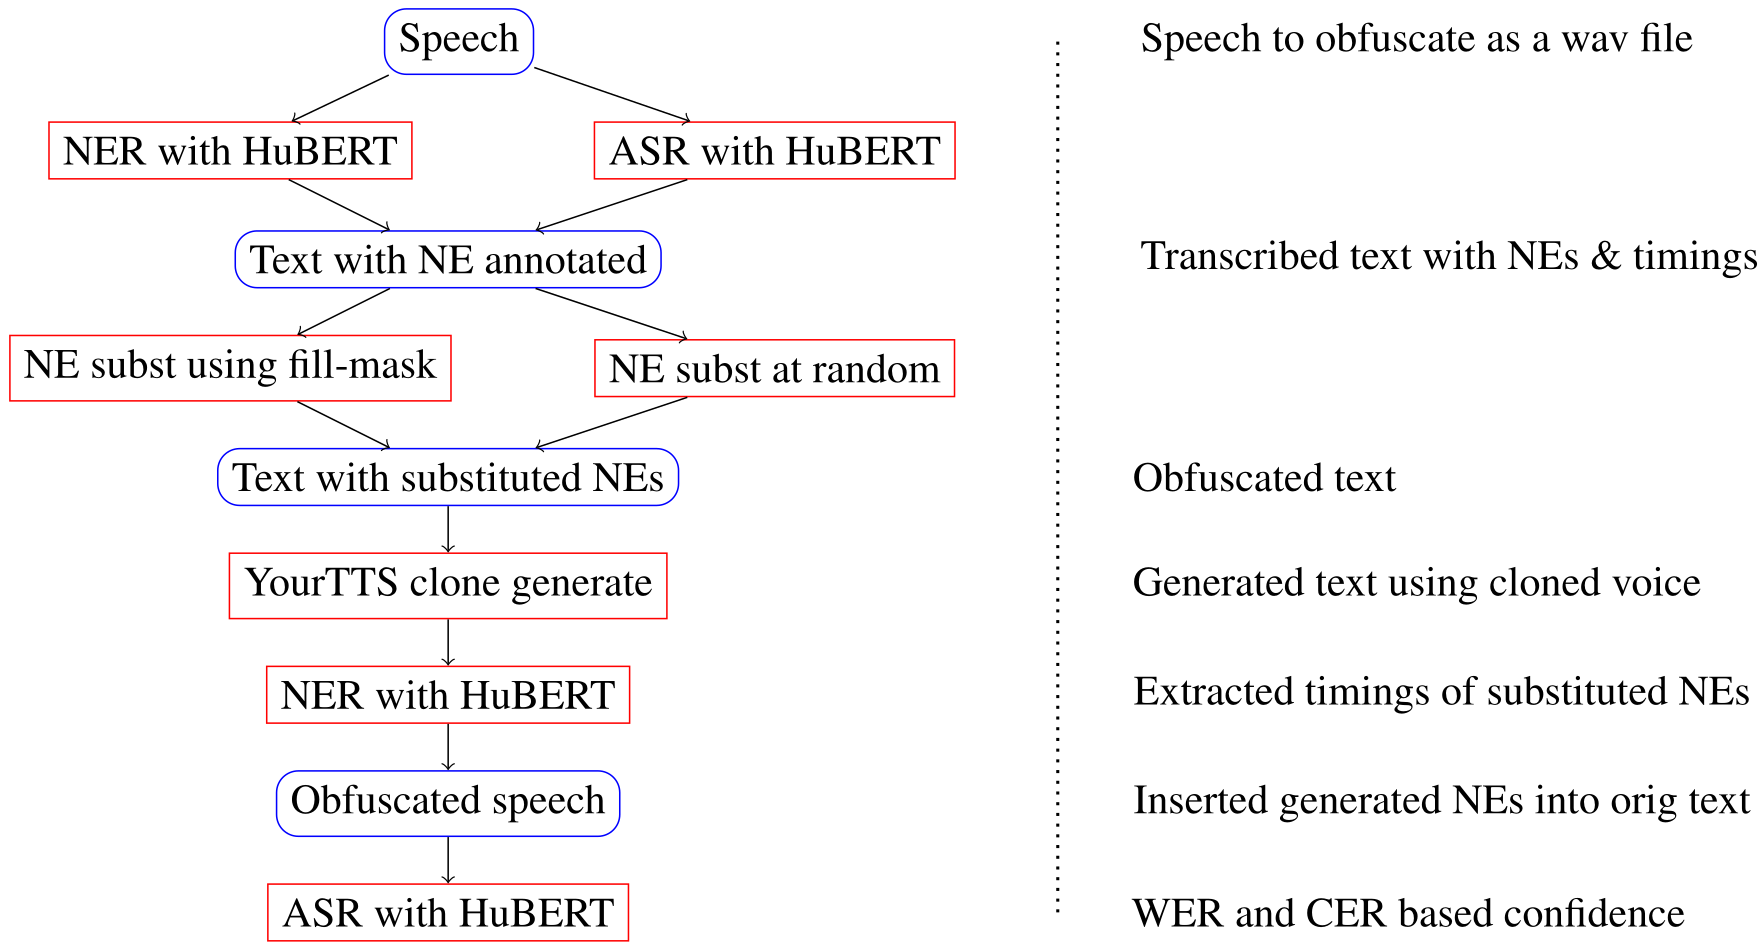 Speech
Speech to obfuscate as a wav file
NER with HuBERT
ASR with HuBERT
Text with NE annotated
Transcribed text with NEs & timings
NE subst using fill-mask
NE subst at random
Text with substituted NEs
Obfuscated text
YourTTS clone generate
Generated text using cloned voice
NER with HuBERT
Extracted timings of substituted NEs
Obfuscated speech
Inserted generated NEs into orig text
ASR with HuBERT
WER and CER based confidence